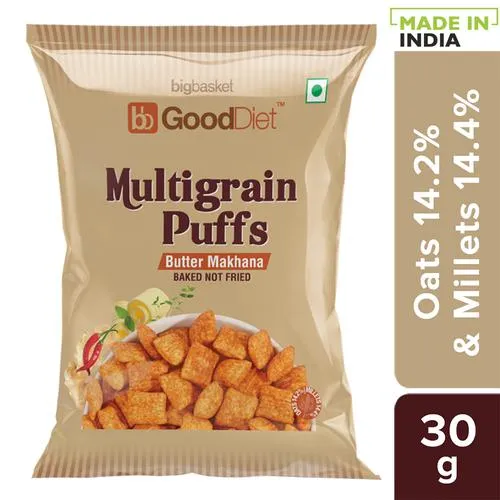 MADE IN
INDIA
bigbasket
bb GoodDiet™
Multigrain
Puffs
Butter Makhana
BAKED NOT FRIED
Oats 14.2%
& Millets 14.4%
30
g